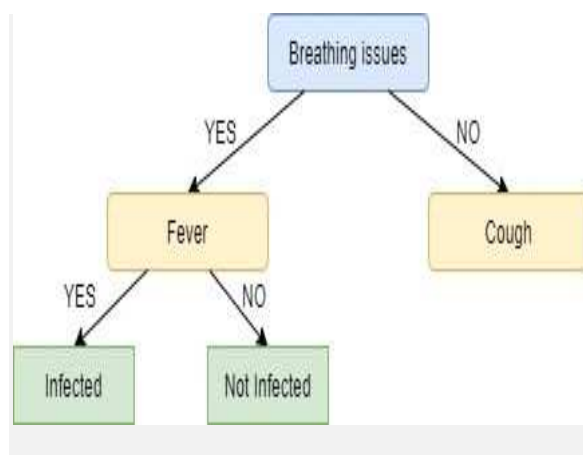 Breathing issues
YES
NO
Fever
Cough
YES
NO
Infected
Not Infected